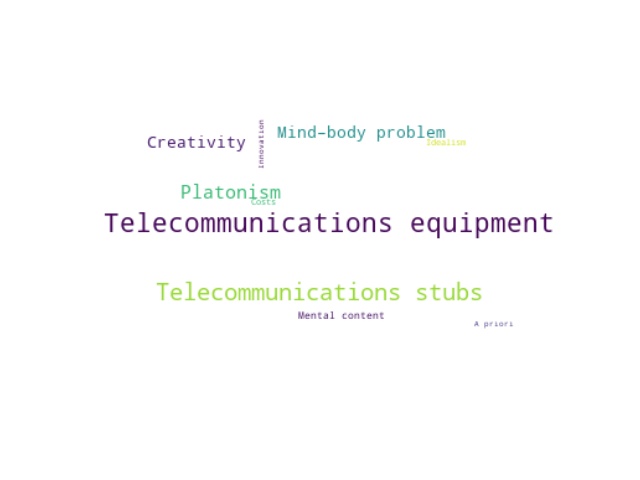 Creativity
Innovation
Mind-body problem
Idealism
Platonism
Costs
Telecommunications equipment
Telecommunications stubs
Mental content
A priori